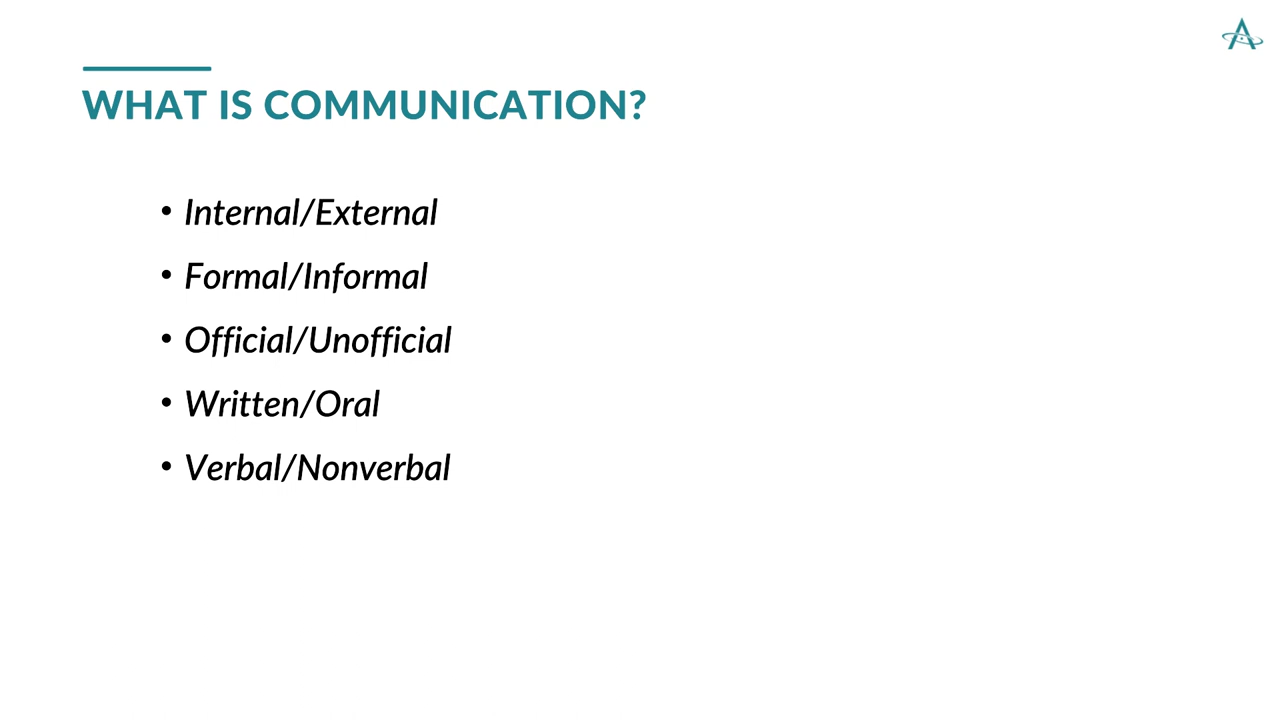 WHAT IS COMMUNICATION?
• Internal/External
• Formal/Informal
• Official/Unofficial
• Written/Oral
• Verbal/Nonverbal